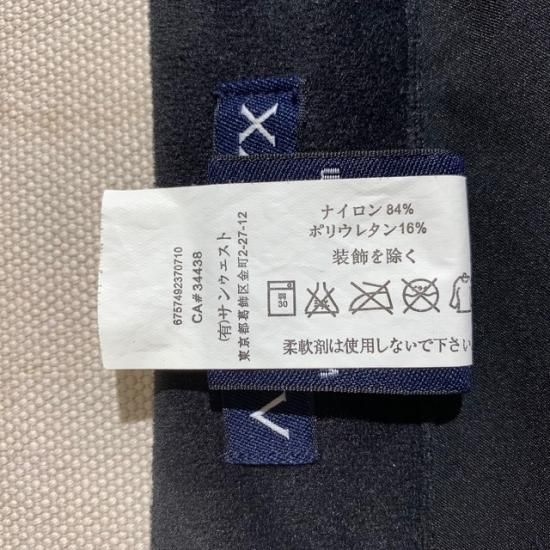 ナイロン 84%
ポリウレタン16%
装飾を除く
弱
30
柔軟剤は使用しないで下さい
(有)サンウェスト
東京都葛飾区金町2-27-12
CA#34438
6757492370710
X